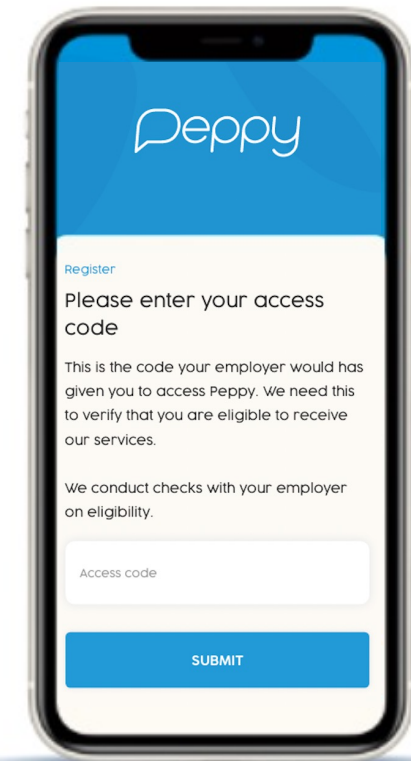 Peppy
Register
Please enter your access
code
This is the code your employer would has
given you to access Peppy. We need this
to verify that you are eligible to receive
our services.
We conduct checks with your employer
on eligibility.
Access code
SUBMIT